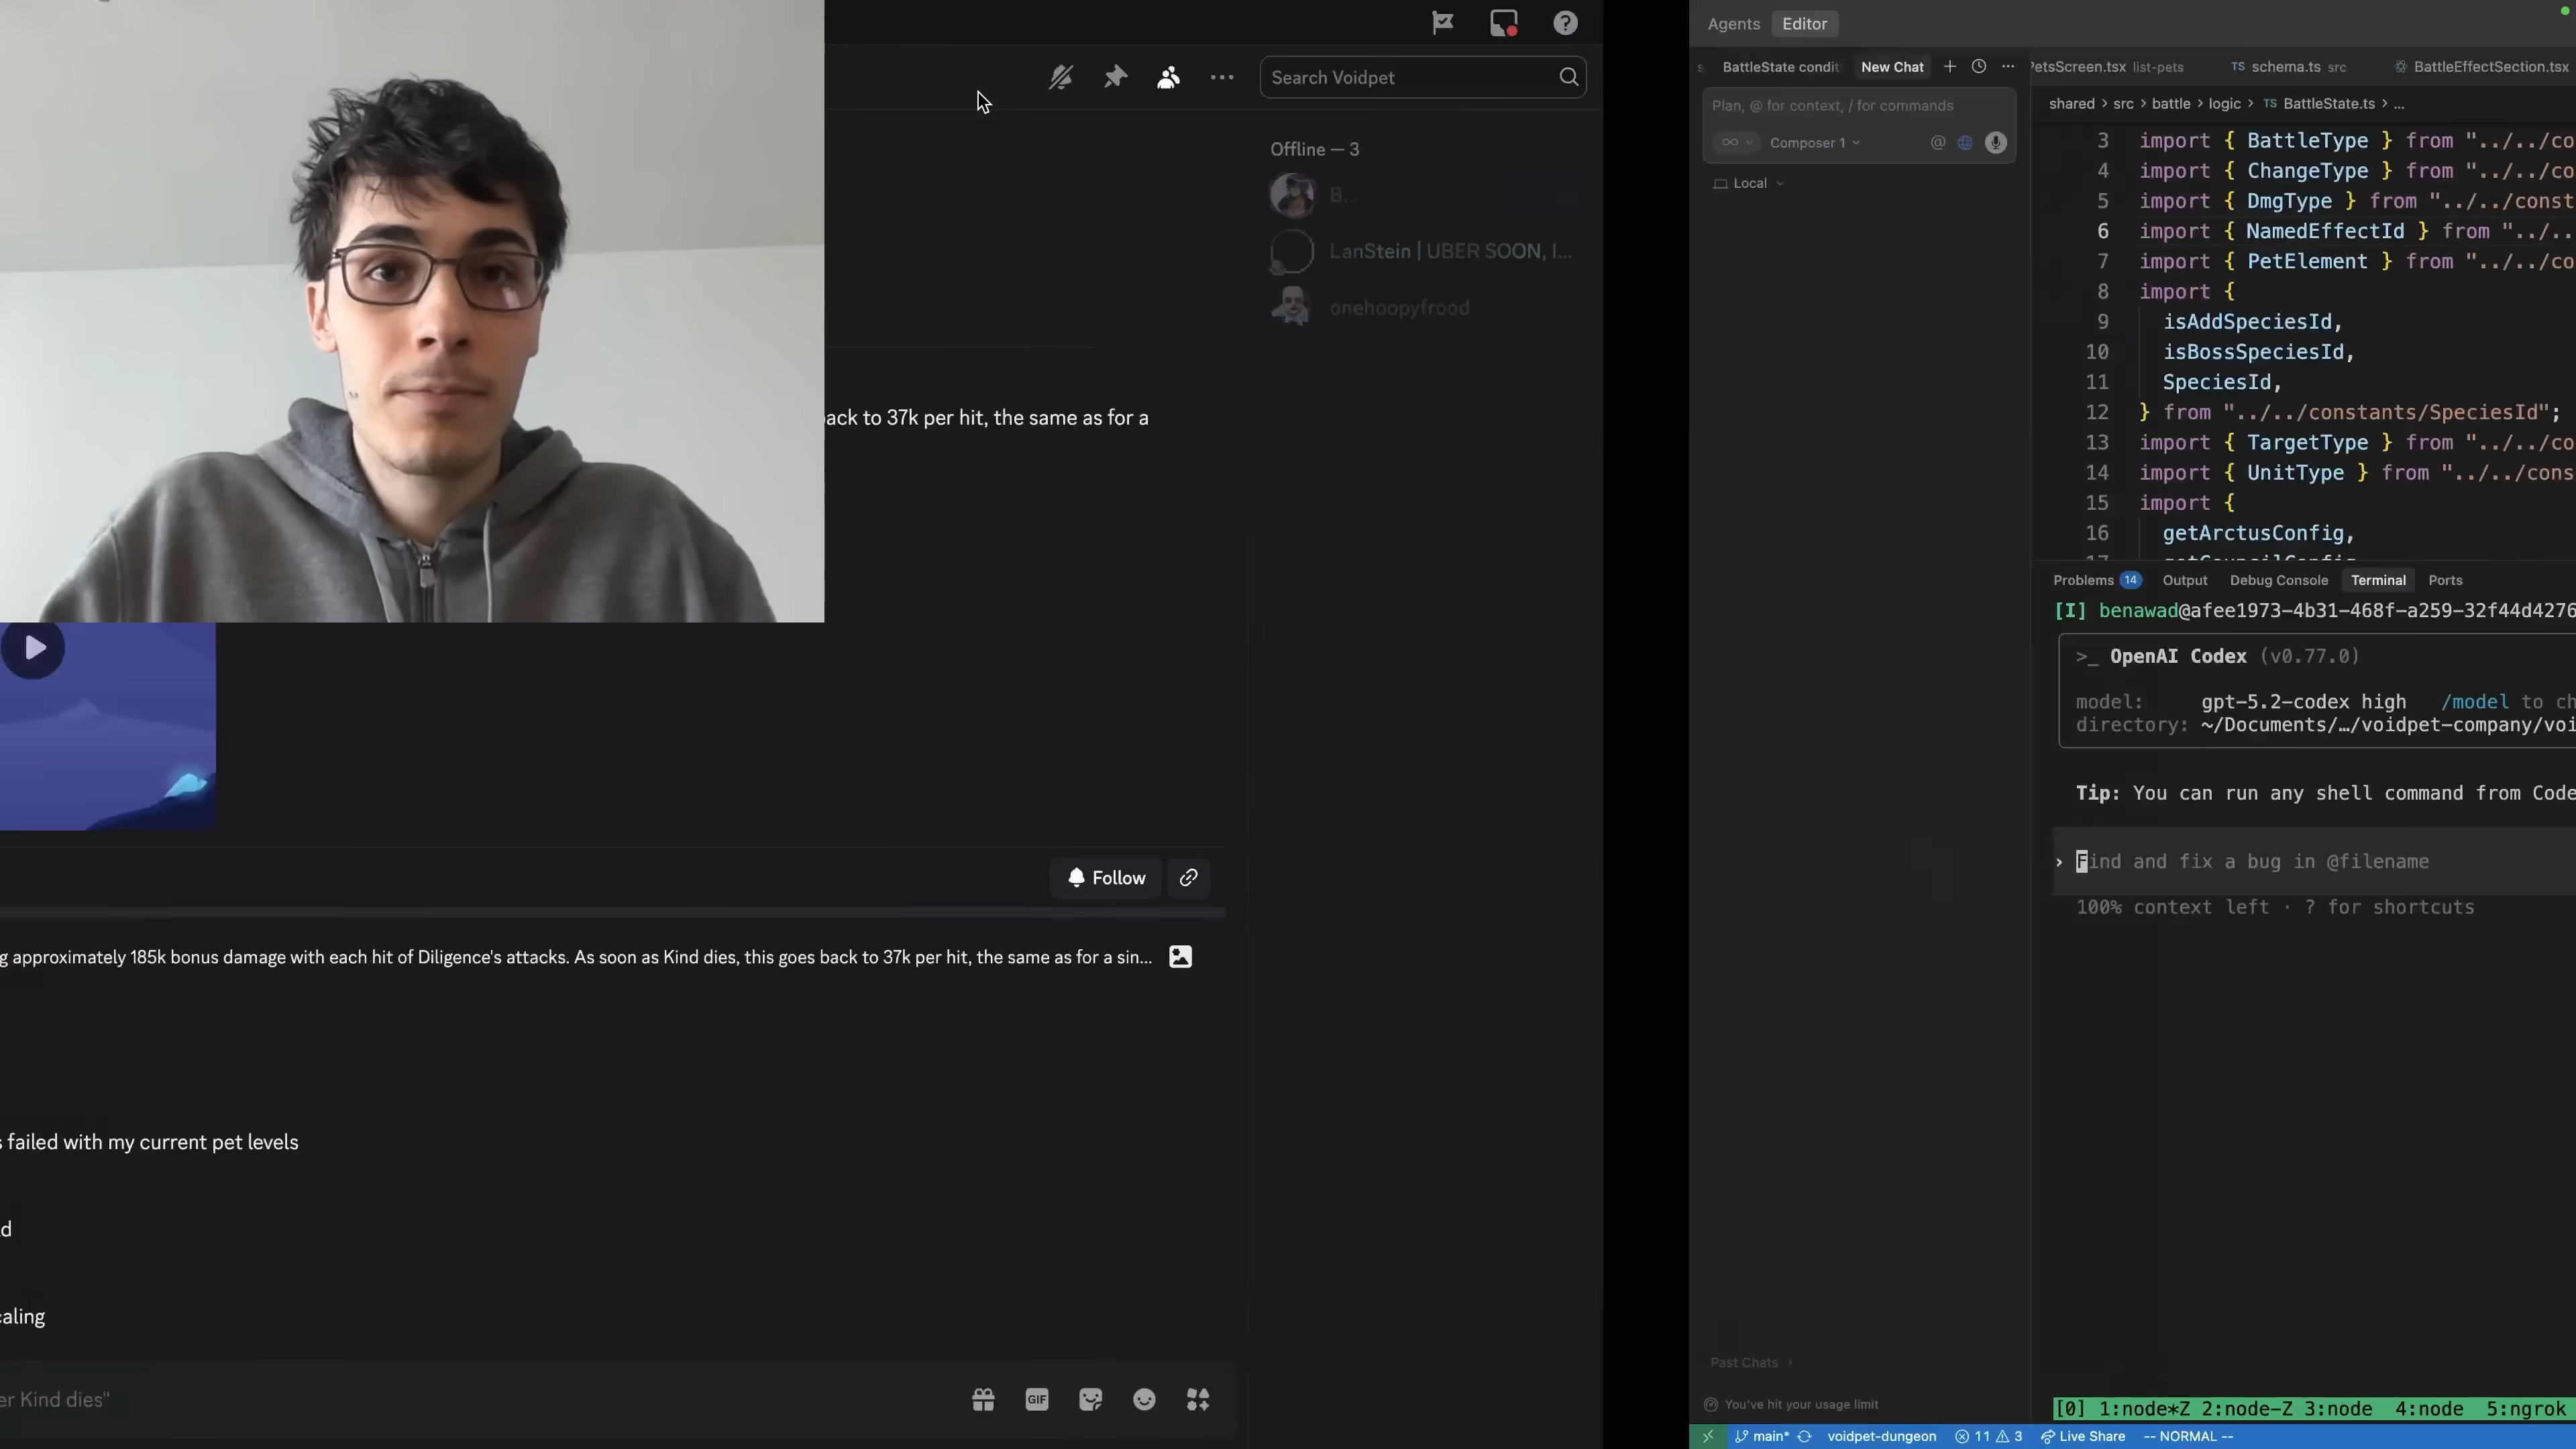 Search Voidpet
Offline — 3
B...
LanStein | UBER SOON, I...
onehoopyfrood
back to 37k per hit, the same as for a
Follow
g approximately 185k bonus damage with each hit of Diligence's attacks. As soon as Kind dies, this goes back to 37k per hit, the same as for a sin...
s failed with my current pet levels
d
caling
er Kind dies"
GIF
Agents Editor
s BattleState condit New Chat
Plan, @ for context, / for commands
∞ Composer 1 @
Local
Past Chats
You've hit your usage limit
PetsScreen.tsx list-pets TS schema.ts src BattleEffectSection.tsx
shared > src > battle > logic > TS BattleState.ts > ...
3 import { BattleType } from "../../co
4 import { ChangeType } from "../../co
5 import { DmgType } from "../../const
6 import { NamedEffectId } from "../..
7 import { PetElement } from "../../co
8 import {
9 isAddSpeciesId,
10 isBossSpeciesId,
11 SpeciesId,
12 } from "../../constants/SpeciesId";
13 import { TargetType } from "../../co
14 import { UnitType } from "../../cons
15 import {
16 getArctusConfig,
17 getCouncilConfig
Problems 14 Output Debug Console Terminal Ports
[I] benawad@afee1973-4b31-468f-a259-32f44d4276
>_ OpenAI Codex (v0.77.0)
model: gpt-5.2-codex high /model to ch
directory: ~/Documents/…/voidpet-company/voi
Tip: You can run any shell command from Code
› Find and fix a bug in @filename
100% context left · ? for shortcuts
[0] 1:node*Z 2:node-Z 3:node 4:node 5:ngrok
main* voidpet-dungeon 11 3 Live Share -- NORMAL --